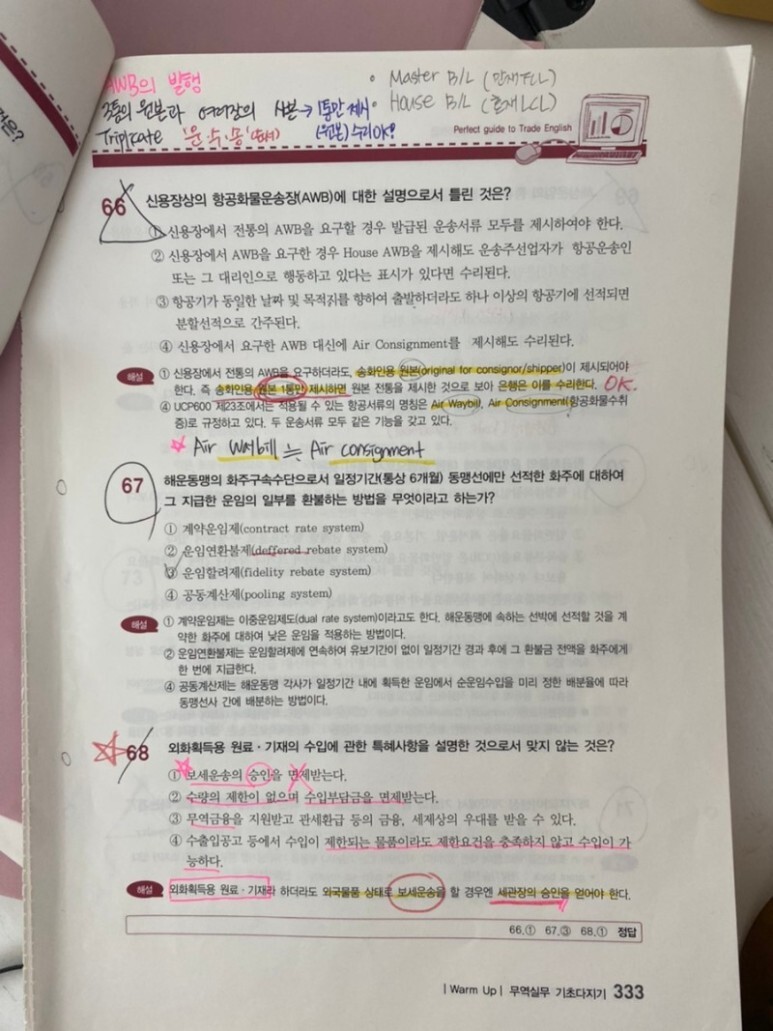 AWB의 발행
• Master B/L (만재 FCL)
3통의 원본과 여러장의 사본 → 1통만 제시
• House B/L (혼재 LCL)
Triplicate '운·수·송'
(원본) 수리OK!
Perfect guide to Trade English
66 신용장상의 항공화물운송장(AWB)에 대한 설명으로서 틀린 것은?
① 신용장에서 전통의 AWB을 요구할 경우 발급된 운송서류 모두를 제시하여야 한다.
② 신용장에서 AWB을 요구한 경우 House AWB을 제시해도 운송주선업자가 항공운송인
또는 그 대리인으로 행동하고 있다는 표시가 있다면 수리된다.
③ 항공기가 동일한 날짜 및 목적지를 향하여 출발하더라도 하나 이상의 항공기에 선적되면
분할선적으로 간주된다.
④ 신용장에서 요구한 AWB 대신에 Air Consignment를 제시해도 수리된다.
해설 ① 신용장에서 전통의 AWB을 요구하더라도, 송화인용 원본(original for consignor/shipper)이 제시되어야
한다. 즉 송화인용 원본 1통만 제시하면 원본 전통을 제시한 것으로 보아 은행은 이를 수리한다. OK.
④ UCP600 제23조에서는 적용될 수 있는 항공서류의 명칭은 Air Waybill, Air Consignment(항공화물수취
증)로 규정하고 있다. 두 운송서류 모두 같은 기능을 갖고 있다.
☆ Air Waybill ≒ Air consignment
67 해운동맹의 화주구속수단으로서 일정기간(통상 6개월) 동맹선에만 선적한 화주에 대하여
그 지급한 운임의 일부를 환불하는 방법을 무엇이라고 하는가?
① 계약운임제(contract rate system)
② 운임연환불제(deffered rebate system)
③ 운임할려제(fidelity rebate system)
④ 공동계산제(pooling system)
해설 ① 계약운임제는 이중운임제도(dual rate system)이라고도 한다. 해운동맹에 속하는 선박에 선적할 것을 계
약한 화주에 대하여 낮은 운임을 적용하는 방법이다.
② 운임연환불제는 운임할려제에 연속하여 유보기간이 없이 일정기간 경과 후에 그 환불금 전액을 화주에게
한 번에 지급한다.
④ 공동계산제는 해운동맹 각사가 일정기간 내에 획득한 운임에서 순운임수입을 미리 정한 배분율에 따라
동맹선사 간에 배분하는 방법이다.
☆ 68 외화획득용 원료·기재의 수입에 관한 특혜사항을 설명한 것으로서 맞지 않는 것은?
① 보세운송의 승인을 면제받는다.
② 수량의 제한이 없으며 수입부담금을 면제받는다.
③ 무역금융을 지원받고 관세환급 등의 금융, 세제상의 우대를 받을 수 있다.
④ 수출입공고 등에서 수입이 제한되는 물품이라도 제한요건을 충족하지 않고 수입이 가
능하다.
해설 외화획득용 원료·기재라 하더라도 외국물품 상태로 보세운송을 할 경우엔 세관장의 승인을 얻어야 한다.
66.① 67.③ 68.① 정답
| Warm Up | 무역실무 기초다지기 333